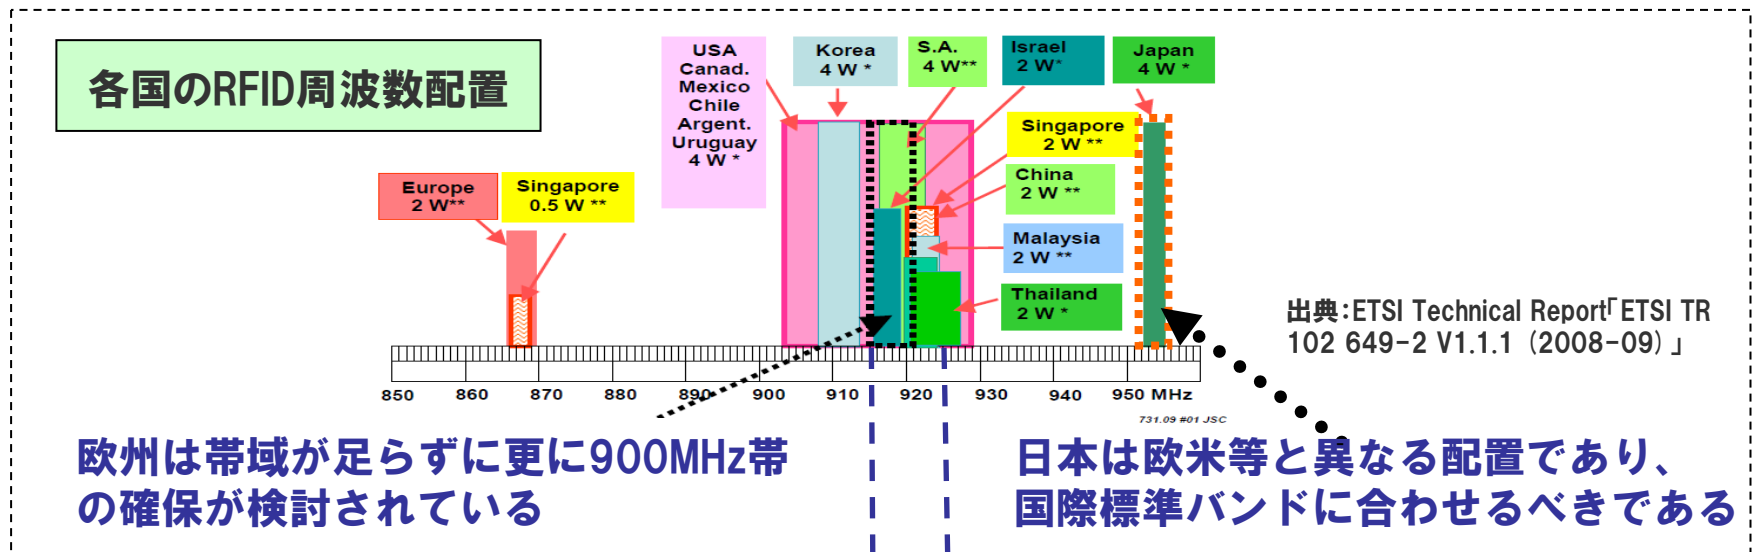 各国のRFID周波数配置
USA
Canad.
Mexico
Chile
Argent.
Uruguay
4 W *
Korea
4 W *
S.A.
4 W**
Israel
2 W*
Japan
4 W *
Singapore
2 W **
China
2 W **
Europe
2 W**
Singapore
0.5 W **
Malaysia
2 W **
Thailand
2 W *
出典：ETSI Technical Report「ETSI TR
102 649-2 V1.1.1 (2008-09)」
850 860 870 880 890 900 910 920 930 940 950 MHz
731.09 #01 JSC
欧州は帯域が足らずに更に900MHz帯
の確保が検討されている
日本は欧米等と異なる配置であり、
国際標準バンドに合わせるべきである